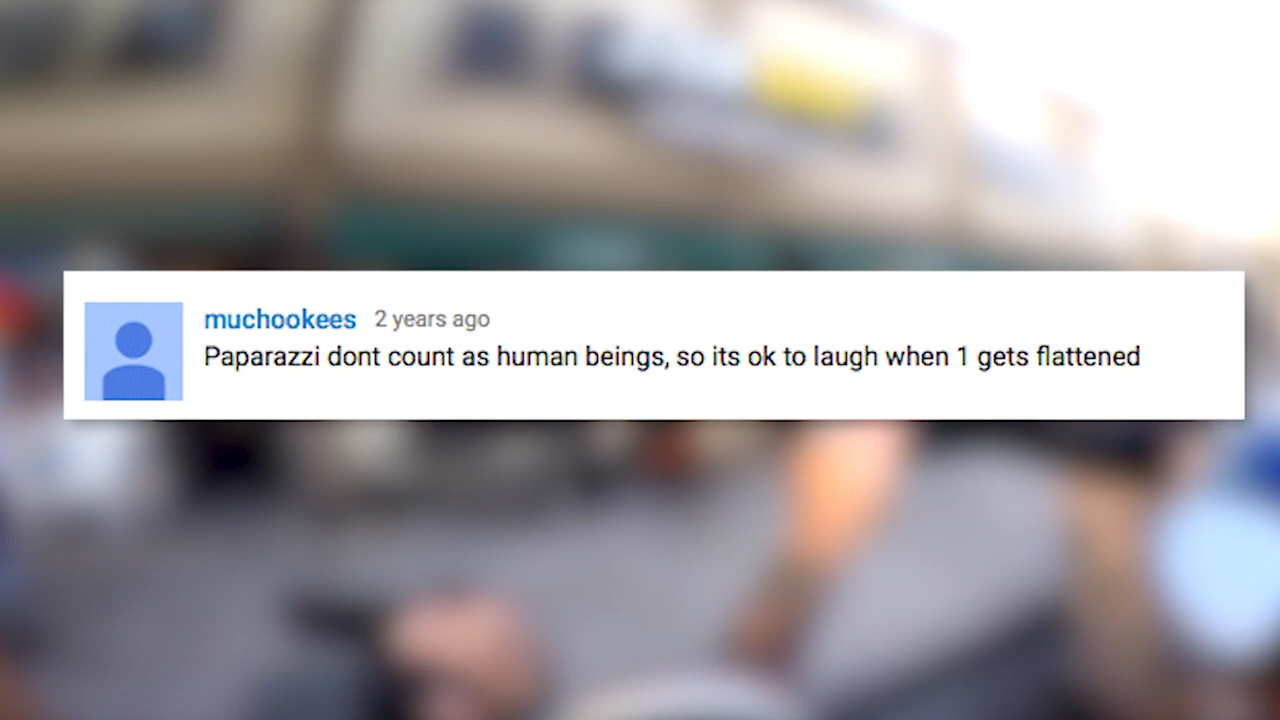 muchookees 2 years ago
Paparazzi dont count as human beings, so its ok to laugh when 1 gets flattened